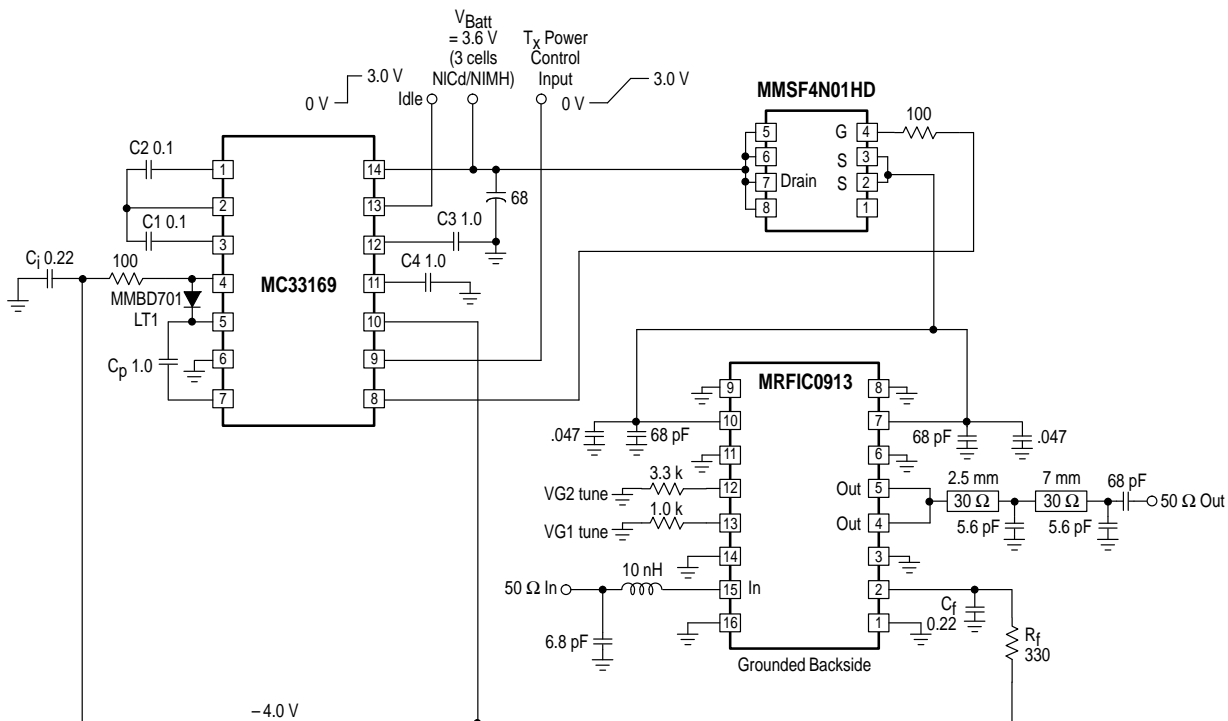 V_Batt
= 3.6 V
(3 cells
NICd/NIMH)
T_X Power
Control
Input
0 V
3.0 V
Idle
0 V
3.0 V
MMSF4N01HD
5
6
7
8
Drain
G
S
S
4
3
2
1
100
C2 0.1
C1 0.1
C_i 0.22
100
MMBD701
LT1
C_p 1.0
1
2
3
4
5
6
7
MC33169
14
13
12
11
10
9
8
68
C3 1.0
C4 1.0
MRFIC0913
9
10
11
12
13
14
15
16
8
7
6
5
4
3
2
1
.047
68 pF
68 pF
.047
3.3 k
VG2 tune
1.0 k
VG1 tune
10 nH
50 Ω In
In
6.8 pF
Out
Out
2.5 mm
30 Ω
7 mm
30 Ω
68 pF
50 Ω Out
5.6 pF
5.6 pF
C_f
0.22
R_f
330
Grounded Backside
–4.0 V